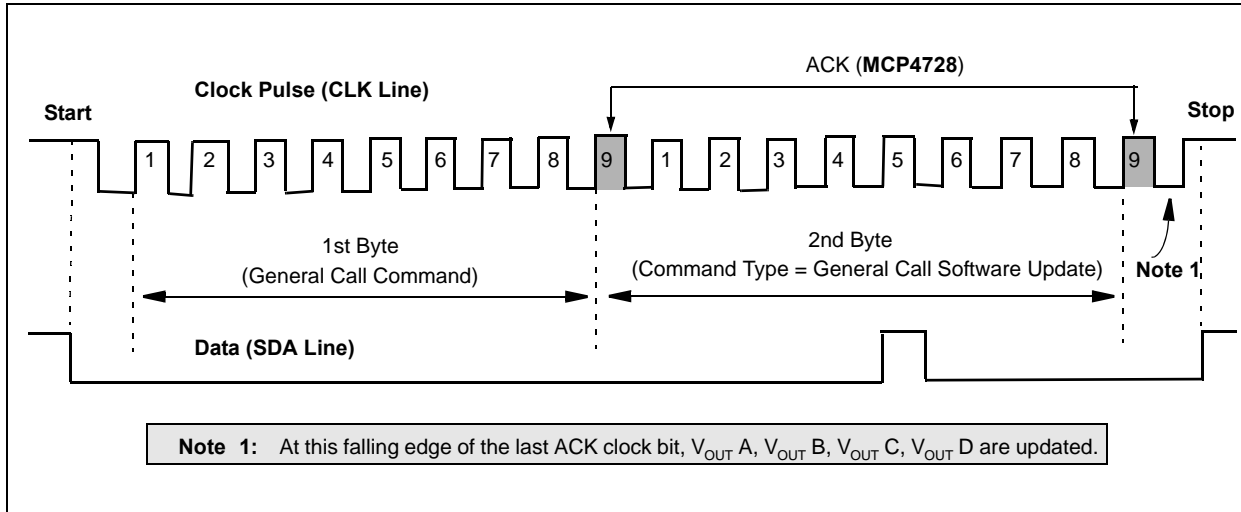 ACK (MCP4728)
Clock Pulse (CLK Line)
Start
Stop
1 2 3 4 5 6 7 8 9 1 2 3 4 5 6 7 8 9
1st Byte
(General Call Command)
2nd Byte
(Command Type = General Call Software Update)
Note 1
Data (SDA Line)
Note 1: At this falling edge of the last ACK clock bit, VOUT A, VOUT B, VOUT C, VOUT D are updated.